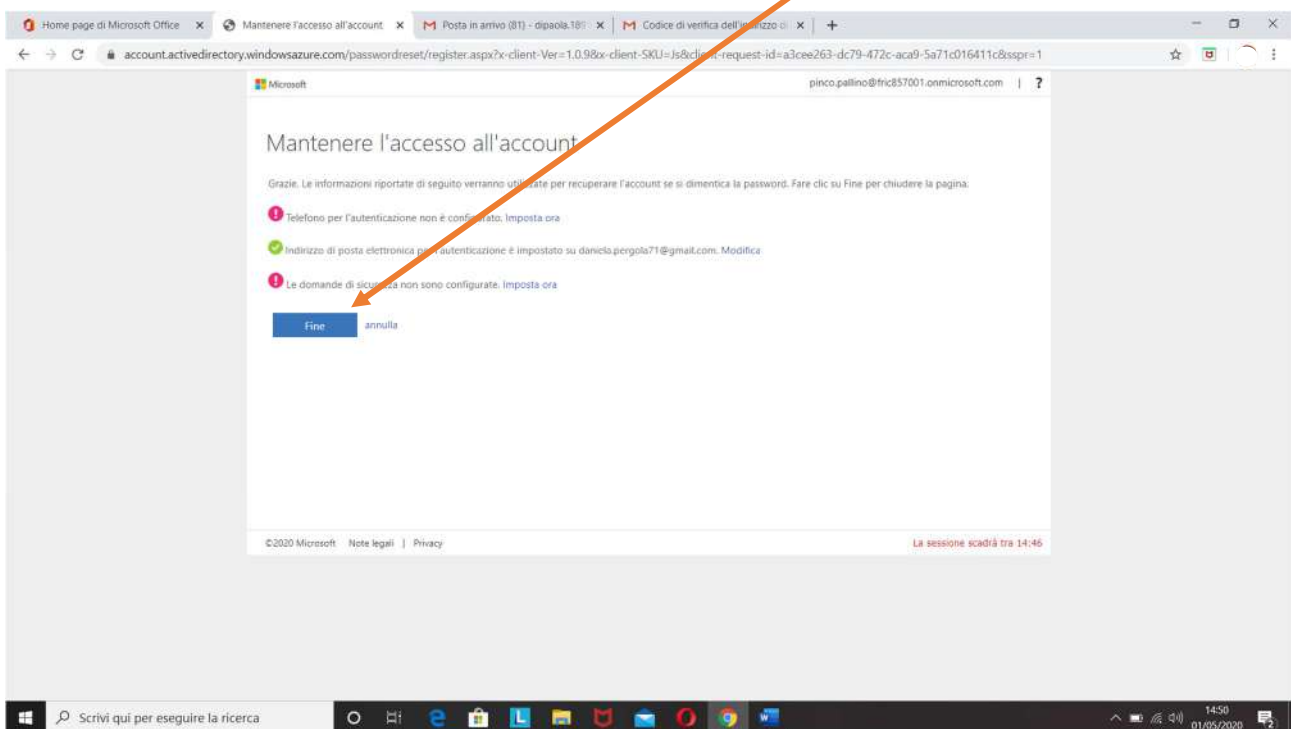 Home page di Microsoft Office
Mantenere l'accesso all'account
Posta in arrivo (81) - dipaola.189
Codice di verifica dell'indirizzo di
account.activedirectory.windowsazure.com/passwordreset/register.aspx?x-client-Ver=1.0.9&x-client-SKU=Js&client-request-id=a3cee263-dc79-472c-aca9-5a71c016411c&sspr=1
Microsoft
pinco.pallino@fric857001.onmicrosoft.com | ?
Mantenere l'accesso all'account
Grazie. Le informazioni riportate di seguito verranno utilizzate per recuperare l'account se si dimentica la password. Fare clic su Fine per chiudere la pagina.
Telefono per l'autenticazione non è configurato. Imposta ora
Indirizzo di posta elettronica per l'autenticazione è impostato su daniela.pergola71@gmail.com. Modifica
Le domande di sicurezza non sono configurate. Imposta ora
Fine annulla
©2020 Microsoft Note legali | Privacy
La sessione scadrà tra 14:46
Scrivi qui per eseguire la ricerca
14:50
01/05/2020